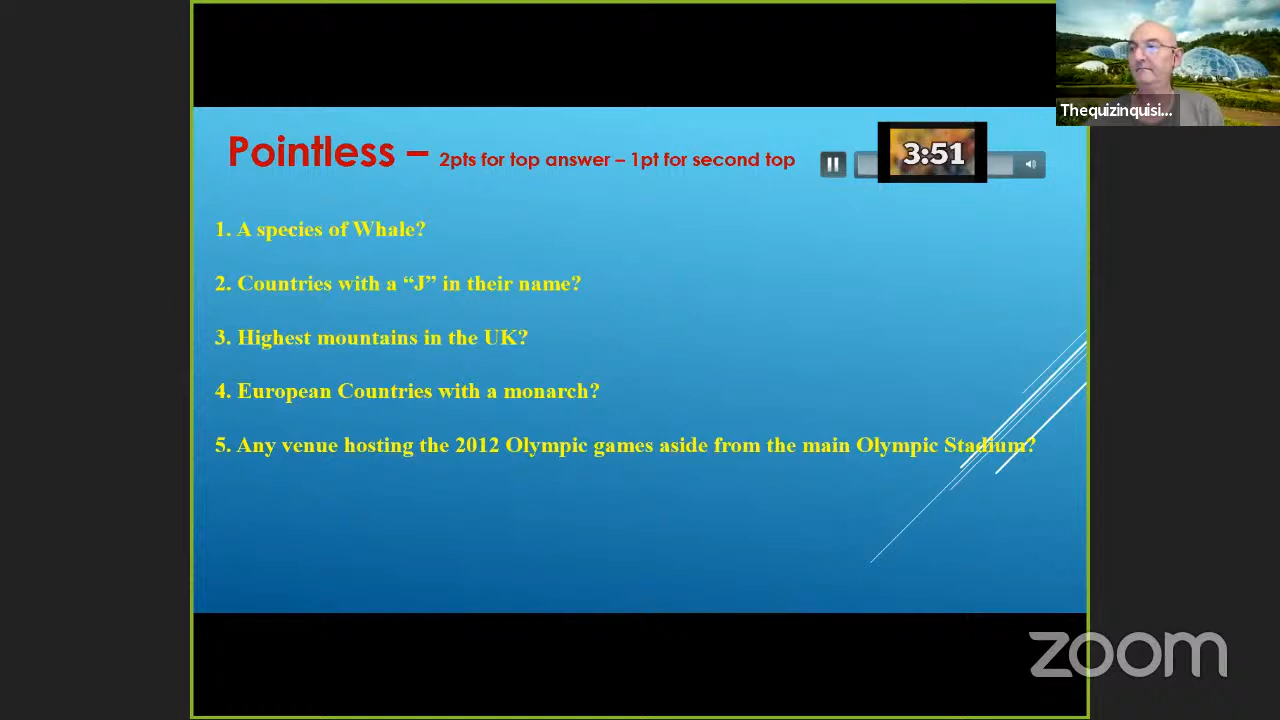 Pointless – 2pts for top answer – 1pt for second top
3:51
Thequizinquisi...
1. A species of Whale?
2. Countries with a “J” in their name?
3. Highest mountains in the UK?
4. European Countries with a monarch?
5. Any venue hosting the 2012 Olympic games aside from the main Olympic Stadium?
zoom